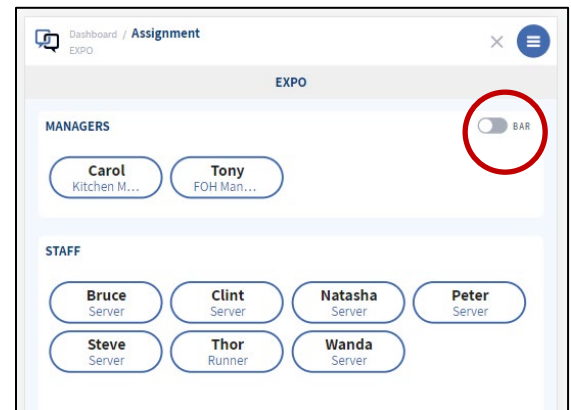 Dashboard / Assignment
EXPO
EXPO
MANAGERS
BAR
Carol Tony
Kitchen M... FOH Man...
STAFF
Bruce Clint Natasha Peter
Server Server Server Server
Steve Thor Wanda
Server Runner Server